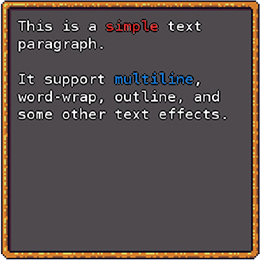 This is a simple text
paragraph.
It support multiline,
word-wrap, outline, and
some other text effects.